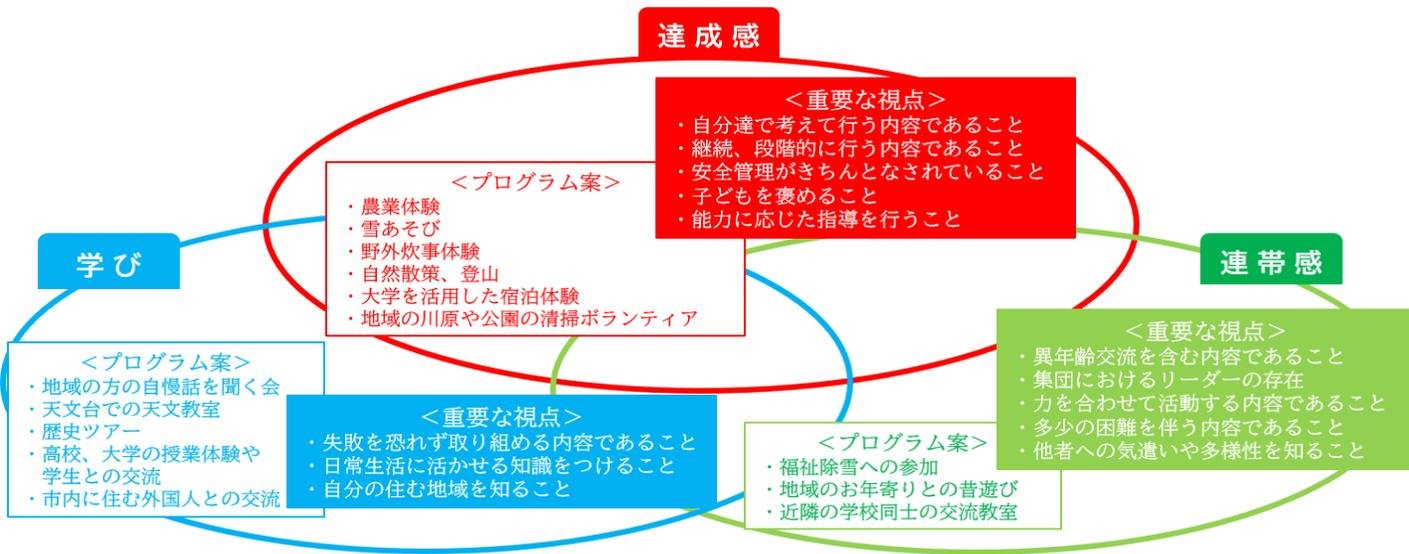 達成感
＜重要な視点＞
・自分達で考えて行う内容であること
・継続、段階的に行う内容であること
・安全管理がきちんとなされていること
・子どもを褒めること
・能力に応じた指導を行うこと
＜プログラム案＞
・農業体験
・雪あそび
・野外炊事体験
・自然散策、登山
・大学を活用した宿泊体験
・地域の川原や公園の清掃ボランティア
学び
＜プログラム案＞
・地域の方の自慢話を聞く会
・天文台での天文教室
・歴史ツアー
・高校、大学の授業体験や
学生との交流
・市内に住む外国人との交流
＜重要な視点＞
・失敗を恐れず取り組める内容であること
・日常生活に活かせる知識をつけること
・自分の住む地域を知ること
連帯感
＜重要な視点＞
・異年齢交流を含む内容であること
・集団におけるリーダーの存在
・力を合わせて活動する内容であること
・多少の困難を伴う内容であること
・他者への気遣いや多様性を知ること
＜プログラム案＞
・福祉除雪への参加
・地域のお年寄りとの昔遊び
・近隣の学校同士の交流教室